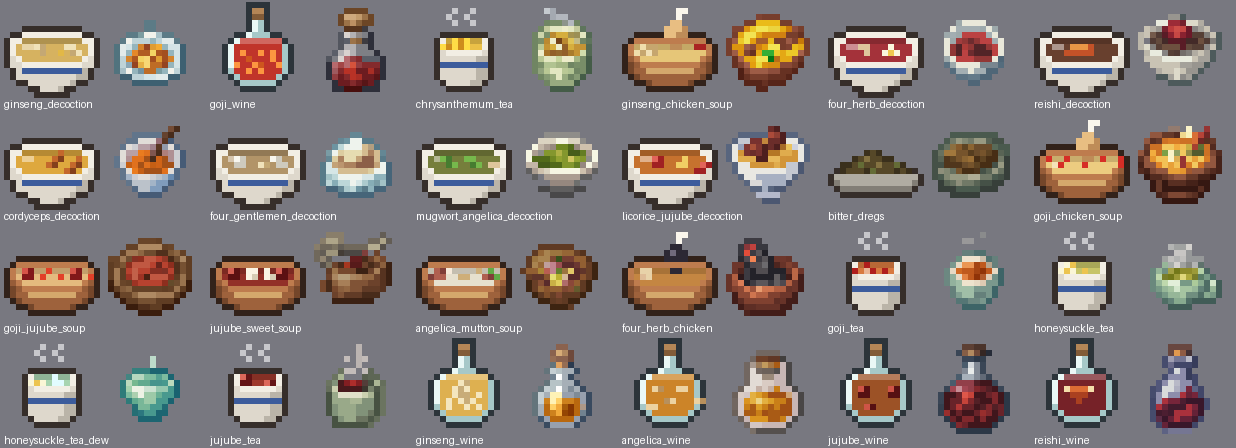 ginseng_decoction goji_wine chrysanthemum_tea ginseng_chicken_soup four_herb_decoction reishi_decoction
cordyceps_decoction four_gentlemen_decoction mugwort_angelica_decoction licorice_jujube_decoction bitter_dregs goji_chicken_soup
goji_jujube_soup jujube_sweet_soup angelica_mutton_soup four_herb_chicken goji_tea honeysuckle_tea
honeysuckle_tea_dew jujube_tea ginseng_wine angelica_wine jujube_wine reishi_wine